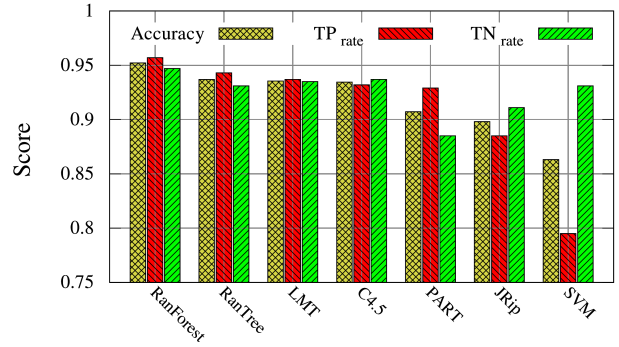 1
0.95
0.9
0.85
0.8
0.75
Score
Accuracy TP rate TN rate
RanForest RanTree LMT C4.5 PART JRip SVM